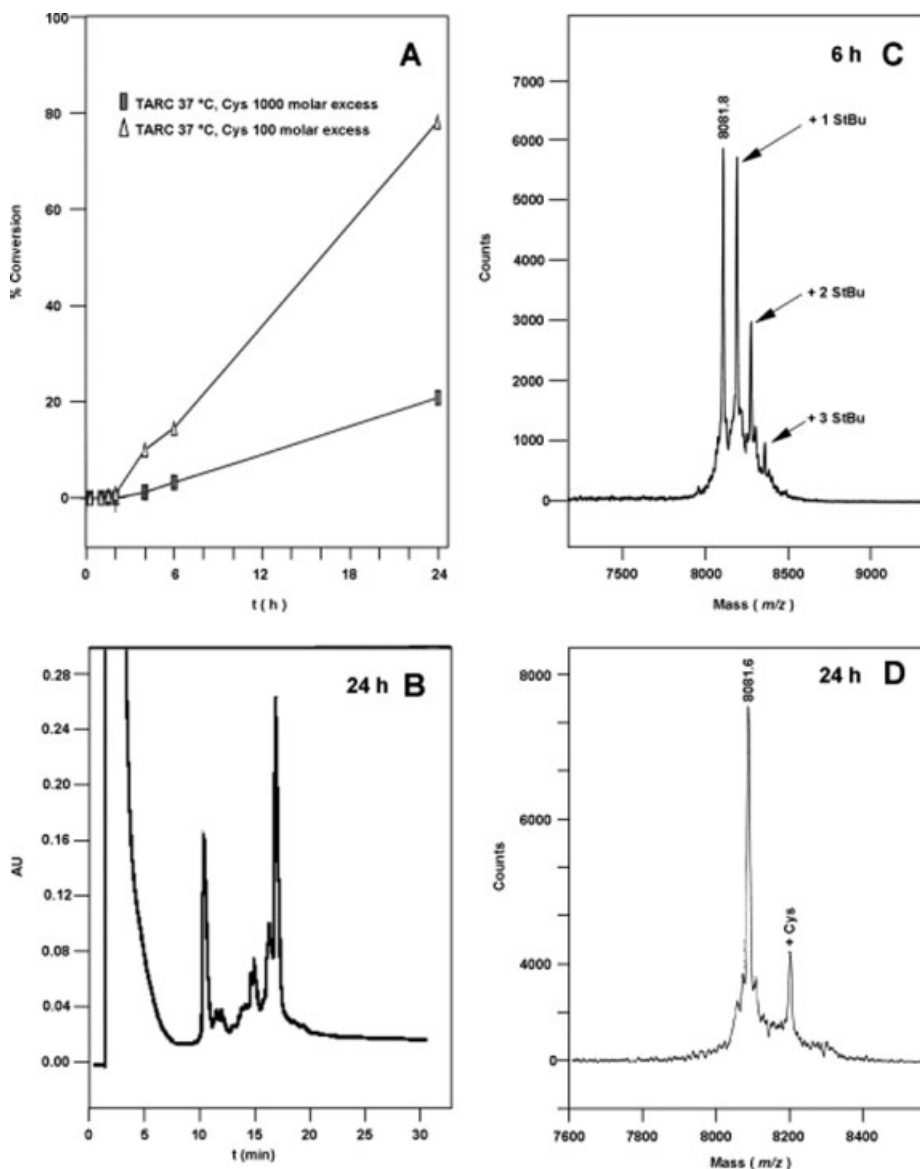 A
TARC 37 °C, Cys 1000 molar excess
TARC 37 °C, Cys 100 molar excess
100
80
60
40
20
0
% Conversion
0 2 6 12 18 24
t ( h )
6 h C
7000
6000
5000
4000
3000
2000
1000
0
Counts
8081.8
+ 1 StBu
+ 2 StBu
+ 3 StBu
7500 8000 8500 9000
Mass ( m/z )
24 h B
0.28
0.24
0.20
0.16
0.12
0.08
0.04
0.00
AU
0 5 10 15 20 25 30
t (min)
24 h D
8000
6000
4000
0
Counts
8081.6
+ Cys
7600 7800 8000 8200 8400
Mass ( m/z )